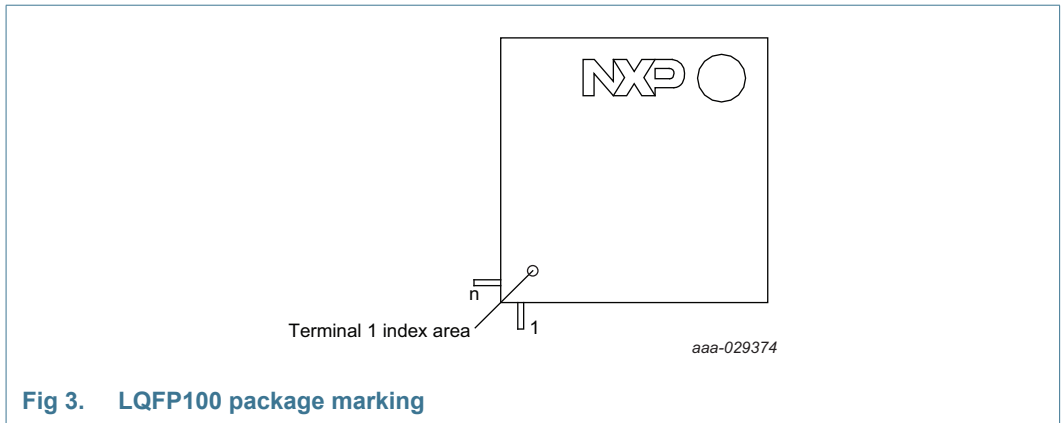 NXP
n
1
Terminal 1 index area
aaa-029374
Fig 3. LQFP100 package marking